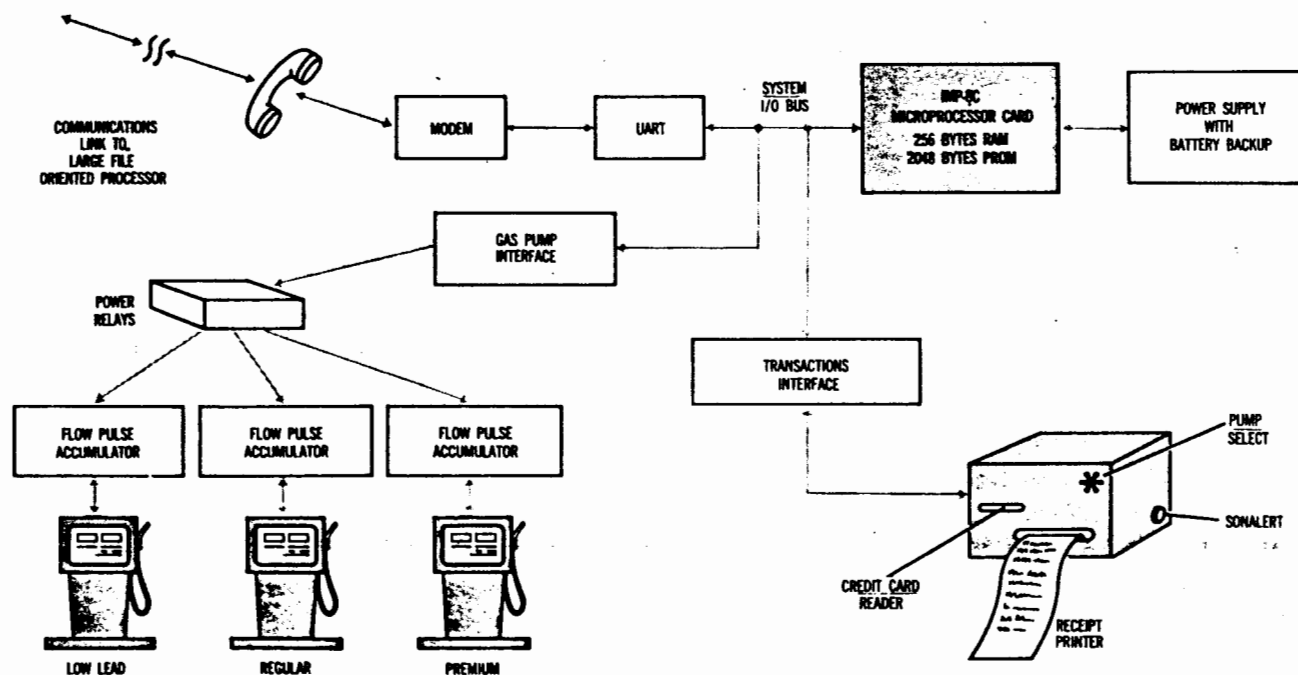 COMMUNICATIONS
LINK TO,
LARGE FILE
ORIENTED PROCESSOR
MODEM
UART
SYSTEM
I/O BUS
IMP-8C
MICROPROCESSOR CARD
256 BYTES RAM
2048 BYTES PROM
POWER SUPPLY
WITH
BATTERY BACKUP
GAS PUMP
INTERFACE
POWER
RELAYS
TRANSACTIONS
INTERFACE
FLOW PULSE
ACCUMULATOR
FLOW PULSE
ACCUMULATOR
FLOW PULSE
ACCUMULATOR
PUMP
SELECT
SONALERT
CREDIT CARD
READER
RECEIPT
PRINTER
LOW LEAD
REGULAR
PREMIUM